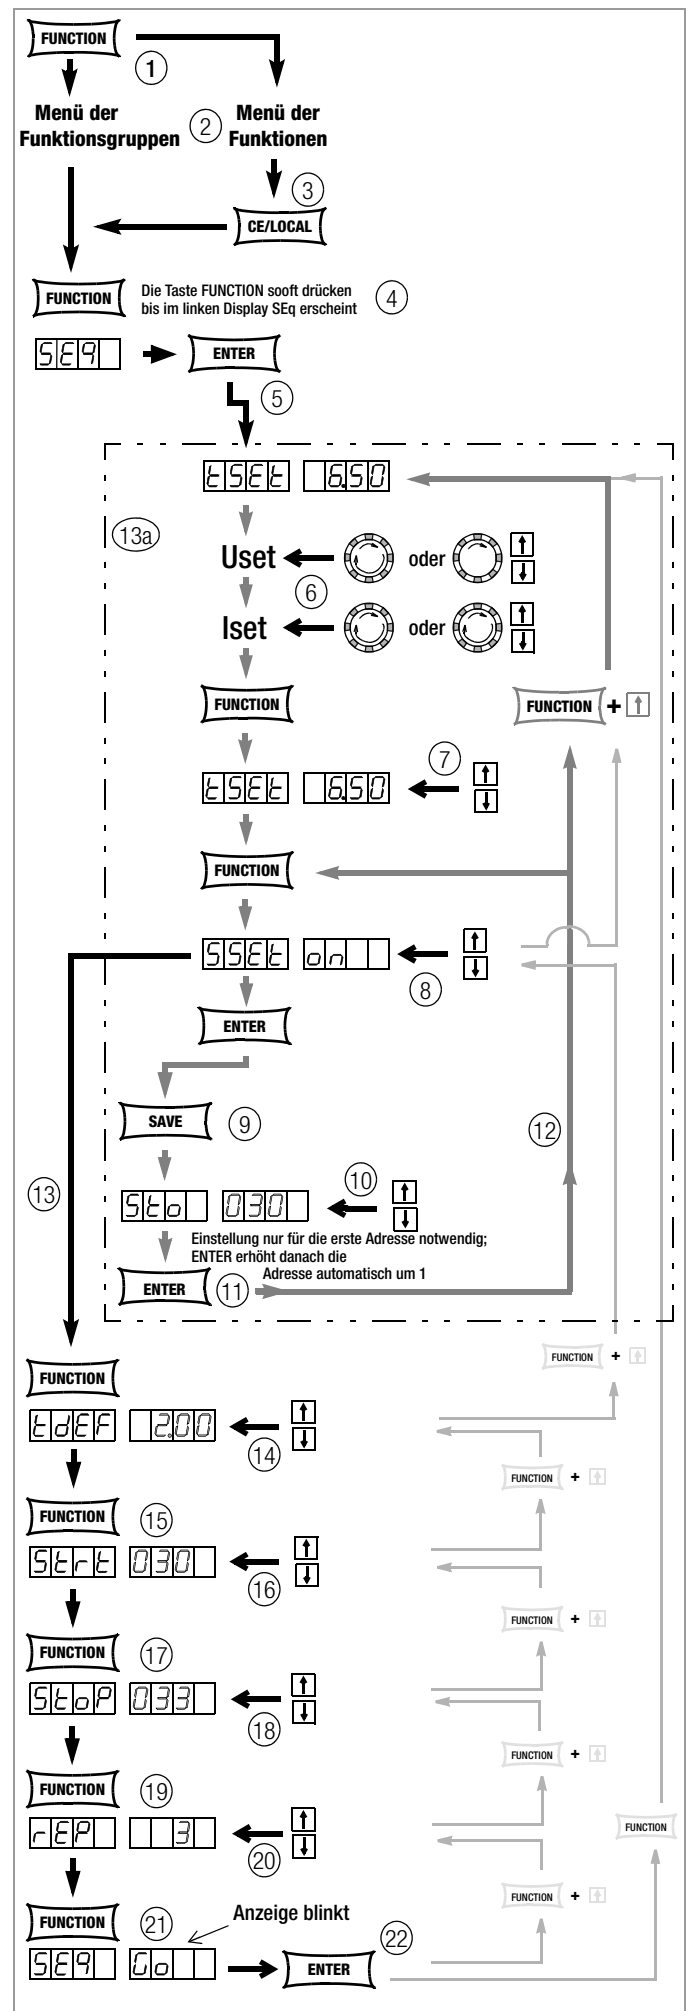 FUNCTION
1
Menü der
Funktionsgruppen
2
Menü der
Funktionen
3
CE/LOCAL
FUNCTION
Die Taste FUNCTION sooft drücken
bis im linken Display SEq erscheint
4
SEq
ENTER
5
tSEt 6.50
13a
Uset
oder
6
Iset
oder
FUNCTION
FUNCTION +
tSEt 6.50
7
FUNCTION
SSEt on
8
ENTER
SAVE
9
12
13
Sto 030
10
Einstellung nur für die erste Adresse notwendig;
ENTER erhöht danach die
Adresse automatisch um 1
ENTER
11
FUNCTION +
FUNCTION
tdEF 2.00
14
FUNCTION +
FUNCTION
15
Strt 030
16
FUNCTION +
FUNCTION
17
StoP 033
18
FUNCTION +
FUNCTION
19
rEP 3
20
FUNCTION
FUNCTION +
FUNCTION
21
Anzeige blinkt
SEq Go
ENTER
22